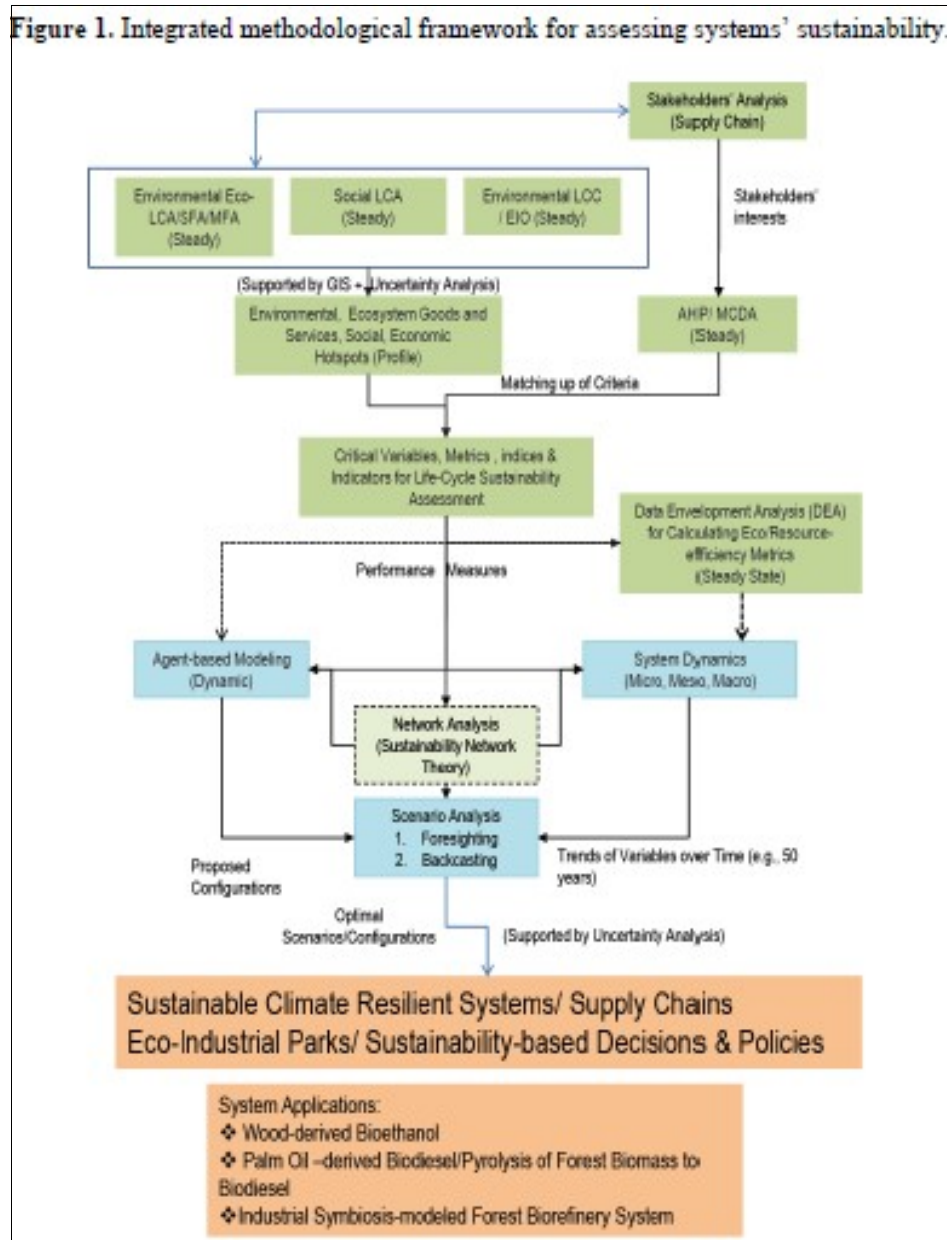 Figure 1. Integrated methodological framework for assessing systems' sustainability.
Stakeholders' Analysis
(Supply Chain)
Environmental Eco-
LCA/SFA/MFA
(Steady)
Social LCA
(Steady)
Environmental LCC
/ EIO (Steady)
Stakeholders'
interests
(Supported by GIS + Uncertainty Analysis)
Environmental, Ecosystem Goods and
Services, Social, Economic
Hotspots (Profile)
AHP/ MCDA
(Steady)
Matching up of Criteria
Critical Variables, Metrics , indices &
Indicators for Life-Cycle Sustainability
Assessment
Data Envelopment Analysis (DEA)
for Calculating Eco/Resource-
efficiency Metrics
(Steady State)
Performance Measures
Agent-based Modeling
(Dynamic)
System Dynamics
(Micro, Meso, Macro)
Network Analysis
(Sustainability Network
Theory)
Scenario Analysis
1. Foresighting
2. Backcasting
Proposed
Configurations
Trends of Variables over Time (e.g., 50
years)
Optimal
Scenarios/Configurations
(Supported by Uncertainty Analysis)
Sustainable Climate Resilient Systems/ Supply Chains
Eco-Industrial Parks/ Sustainability-based Decisions & Policies
System Applications:
❖ Wood-derived Bioethanol
❖ Palm Oil –derived Biodiesel/Pyrolysis of Forest Biomass to
Biodiesel
❖Industrial Symbiosis-modeled Forest Biorefinery System